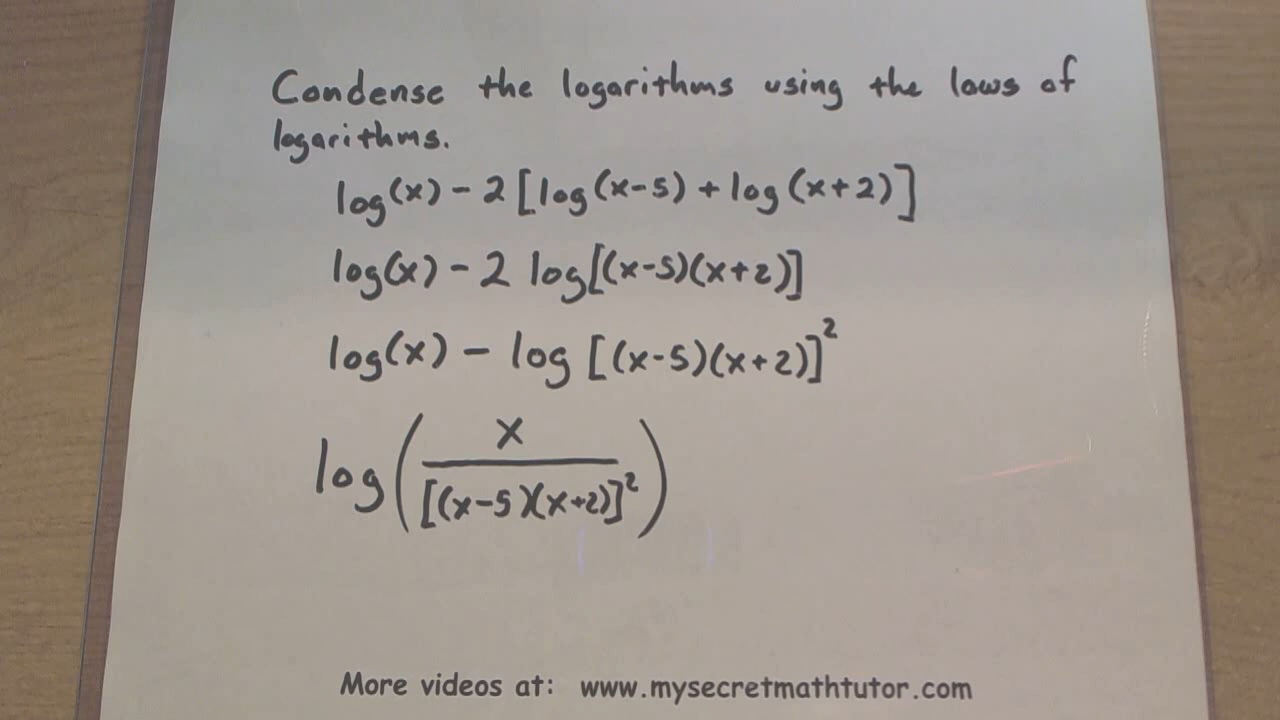 Condense the logarithms using the laws of
logarithms.
log(x) - 2[log(x-5) + log(x+2)]
log(x) - 2 log[(x-5)(x+2)]
log(x) - log [(x-5)(x+2)]²
log(x/[(x-5)(x+2)]²)
More videos at: www.mysecretmathtutor.com